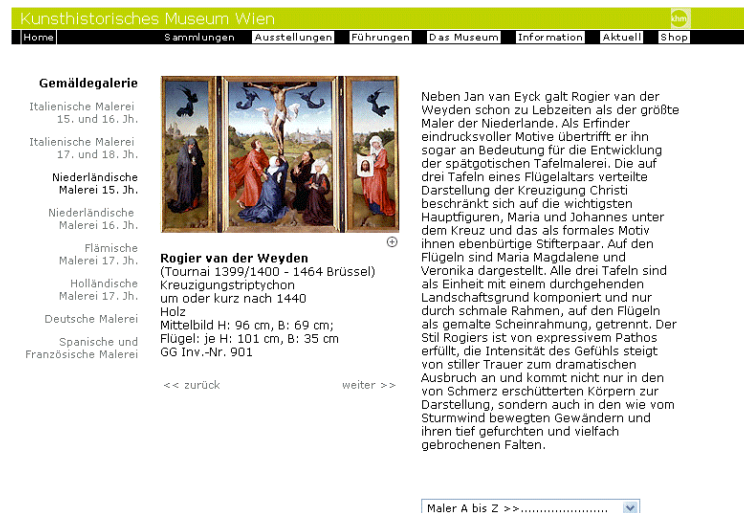 Kunsthistorisches Museum Wien
khm
Home Sammlungen Ausstellungen Führungen Das Museum Information Aktuell Shop
Gemäldegalerie
Italienische Malerei
15. und 16. Jh.
Italienische Malerei
17. und 18. Jh.
Niederländische
Malerei 15. Jh.
Niederländische
Malerei 16. Jh.
Flämische
Malerei 17. Jh.
Holländische
Malerei 17. Jh.
Deutsche Malerei
Spanische und
Französische Malerei
Rogier van der Weyden
(Tournai 1399/1400 - 1464 Brüssel)
Kreuzigungstriptychon
um oder kurz nach 1440
Holz
Mittelbild H: 96 cm, B: 69 cm;
Flügel: je H: 101 cm, B: 35 cm
GG Inv.-Nr. 901
<< zurück weiter >>
Neben Jan van Eyck galt Rogier van der
Weyden schon zu Lebzeiten als der größte
Maler der Niederlande. Als Erfinder
eindrucksvoller Motive übertrifft er ihn
sogar an Bedeutung für die Entwicklung
der spätgotischen Tafelmalerei. Die auf
drei Tafeln eines Flügelaltars verteilte
Darstellung der Kreuzigung Christi
beschränkt sich auf die wichtigsten
Hauptfiguren, Maria und Johannes unter
dem Kreuz und das als formales Motiv
ihnen ebenbürtige Stifterpaar. Auf den
Flügeln sind Maria Magdalene und
Veronika dargestellt. Alle drei Tafeln sind
als Einheit mit einem durchgehenden
Landschaftsgrund komponiert und nur
durch schmale Rahmen, auf den Flügeln
als gemalte Scheinrahmung, getrennt. Der
Stil Rogiers ist von expressivem Pathos
erfüllt, die Intensität des Gefühls steigt
von stiller Trauer zum dramatischen
Ausbruch an und kommt nicht nur in den
von Schmerz erschütterten Körpern zur
Darstellung, sondern auch in den wie vom
Sturmwind bewegten Gewändern und
ihren tief gefurchten und vielfach
gebrochenen Falten.
Maler A bis Z >>......................